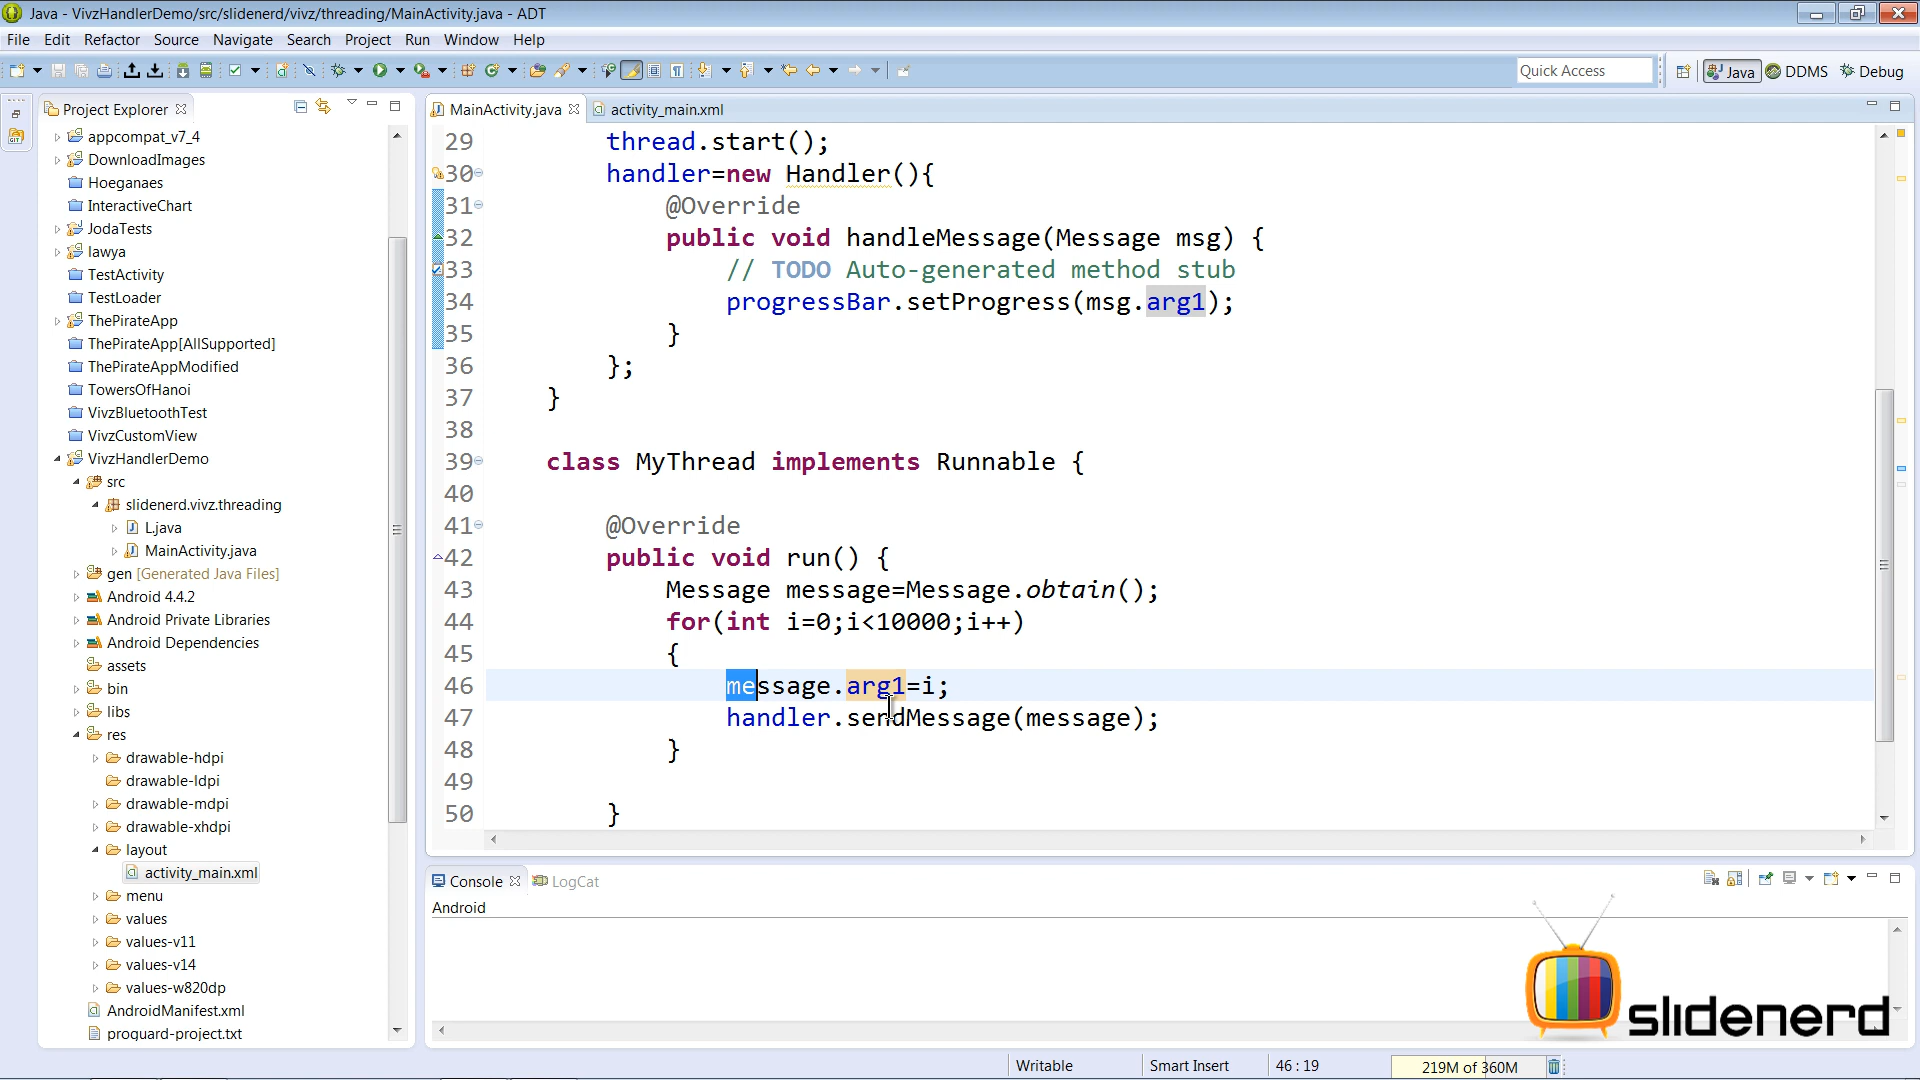 Java - VivzHandlerDemo/src/slidenerd/vivz/threading/MainActivity.java - ADT
File Edit Refactor Source Navigate Search Project Run Window Help
Quick Access Java DDMS Debug
Project Explorer
appcompat_v7_4
DownloadImages
Hoeganaes
InteractiveChart
JodaTests
lawya
TestActivity
TestLoader
ThePirateApp
ThePirateApp[AllSupported]
ThePirateAppModified
TowersOfHanoi
VivzBluetoothTest
VivzCustomView
VivzHandlerDemo
src
slidenerd.vivz.threading
L.java
MainActivity.java
gen [Generated Java Files]
Android 4.4.2
Android Private Libraries
Android Dependencies
assets
bin
libs
res
drawable-hdpi
drawable-ldpi
drawable-mdpi
drawable-xhdpi
layout
activity_main.xml
menu
values
values-v11
values-v14
values-w820dp
AndroidManifest.xml
proguard-project.txt
MainActivity.java activity_main.xml
29 thread.start();
30 handler=new Handler(){
31 @Override
32 public void handleMessage(Message msg) {
33 // TODO Auto-generated method stub
34 progressBar.setProgress(msg.arg1);
35 }
36 };
37 }
38
39 class MyThread implements Runnable {
40
41 @Override
42 public void run() {
43 Message message=Message.obtain();
44 for(int i=0;i<10000;i++)
45 {
46 message.arg1=i;
47 handler.sendMessage(message);
48 }
49
50 }
Console LogCat
Android
slidenerd
Writable Smart Insert 46 : 19 219M of 360M